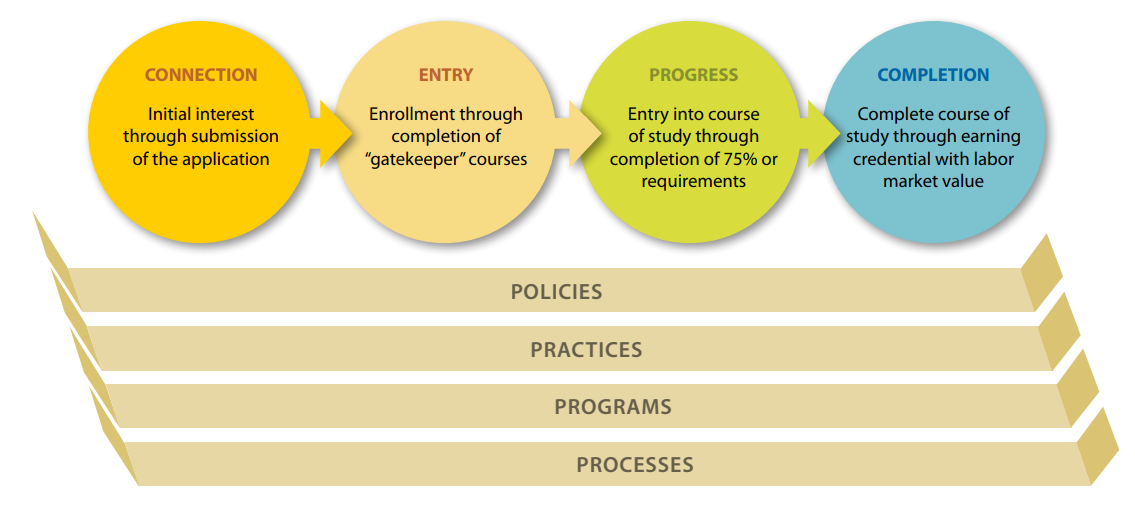 CONNECTION
Initial interest
through submission
of the application
ENTRY
Enrollment through
completion of
“gatekeeper” courses
PROGRESS
Entry into course
of study through
completion of 75% or
requirements
COMPLETION
Complete course of
study through earning
credential with labor
market value
POLICIES
PRACTICES
PROGRAMS
PROCESSES